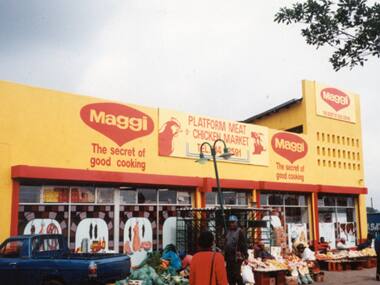 Maggi
The secret of
good cooking
PLATFORM MEAT
& CHICKEN MARKET
Maggi
The secret of
good cooking
Maggi